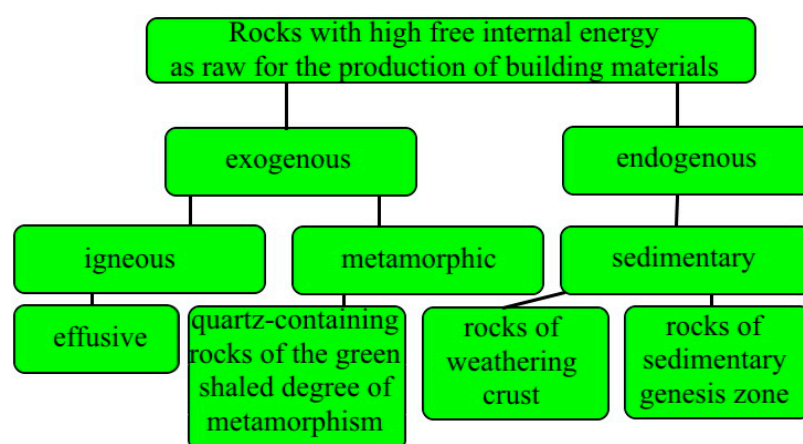 Rocks with high free internal energy
as raw for the production of building materials
exogenous
endogenous
igneous
metamorphic
sedimentary
effusive
quartz-containing
rocks of the green
shaled degree of
metamorphism
rocks of
weathering
crust
rocks of
sedimentary
genesis zone